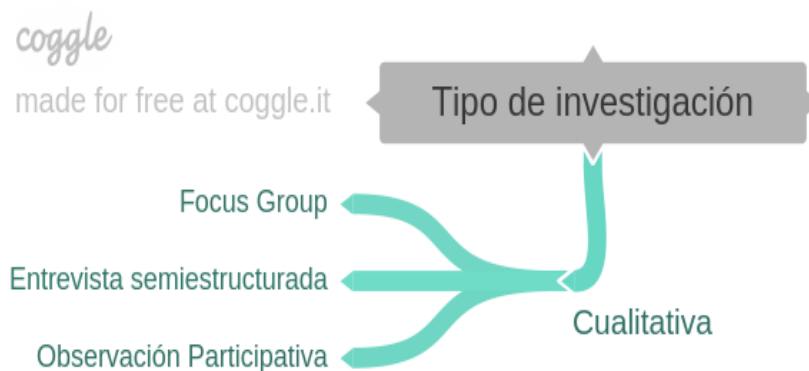 coggle
made for free at coggle.it
Tipo de investigación
Focus Group
Entrevista semiestructurada
Cualitativa
Observación Participativa